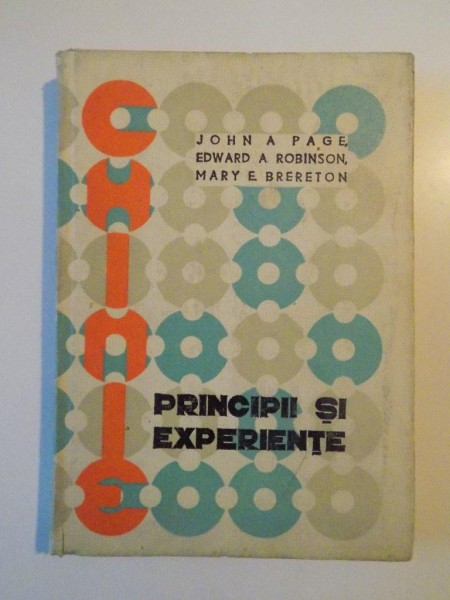 CHIMIE
JOHN A PAGE,
EDWARD A ROBINSON,
MARY E. BRERETON
PRINCIPII ȘI
EXPERIENȚE